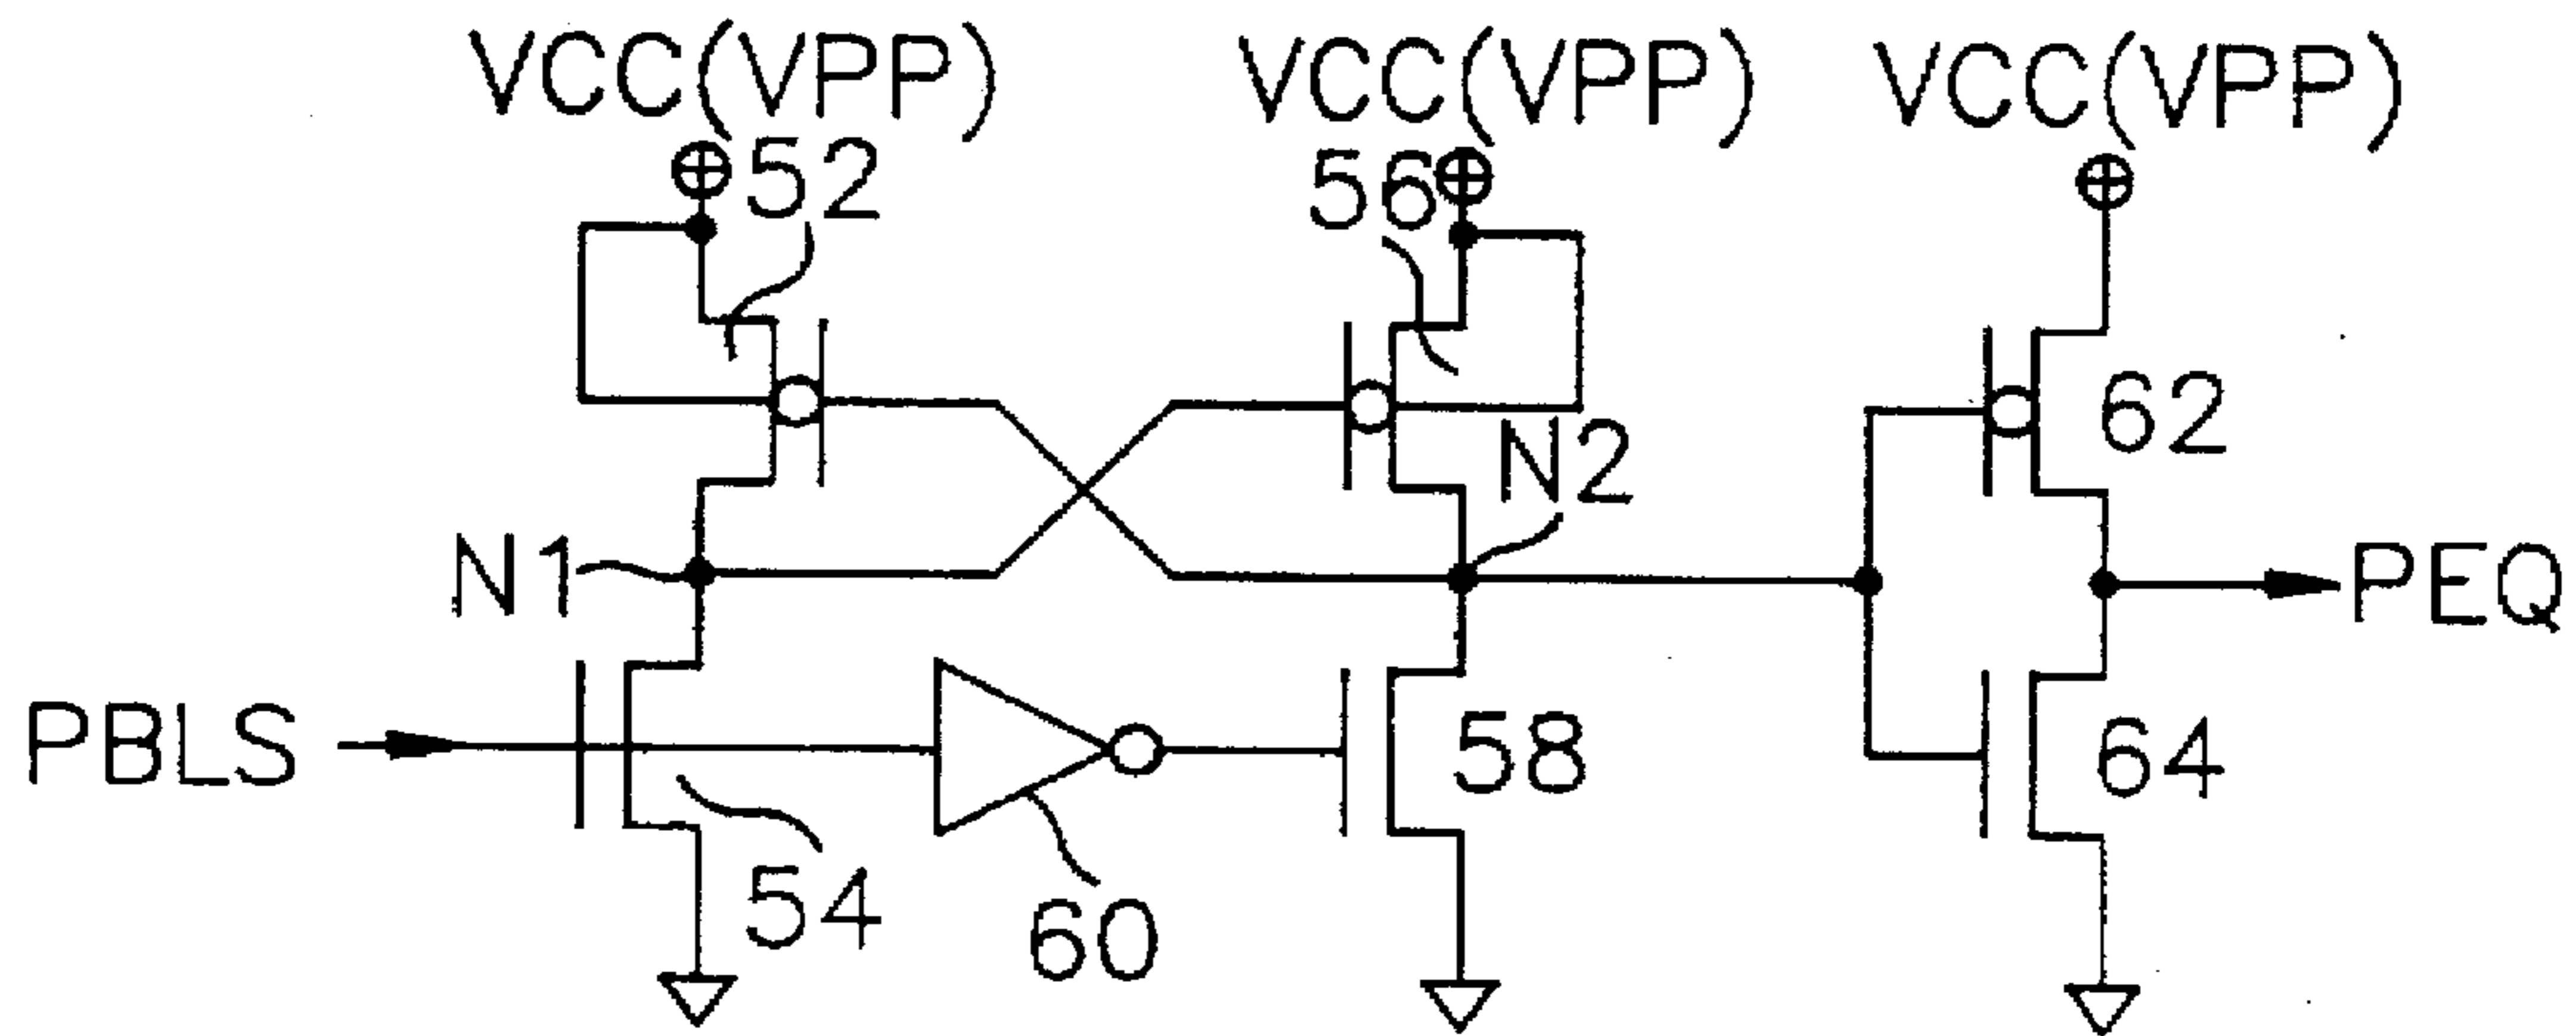 VCC(VPP) VCC(VPP) VCC(VPP)
52 56
62
N2
N1 PEQ
PBLS 58 64
54 60